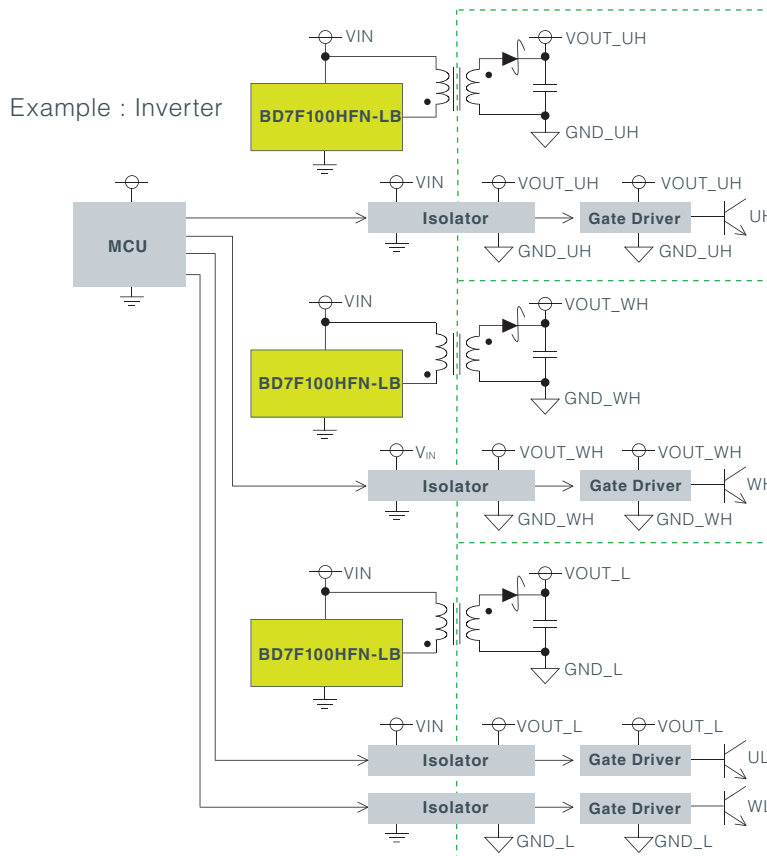 VIN
VOUT_UH
Example : Inverter
BD7F100HFN-LB
GND_UH
VIN
VOUT_UH
VOUT_UH
MCU
Isolator
Gate Driver
UH
GND_UH
GND_UH
VIN
VOUT_WH
BD7F100HFN-LB
GND_WH
VIN
VOUT_WH
VOUT_WH
Isolator
Gate Driver
WH
GND_WH
GND_WH
VIN
VOUT_L
BD7F100HFN-LB
GND_L
VIN
VOUT_L
VOUT_L
Isolator
Gate Driver
UL
Isolator
Gate Driver
WL
GND_L
GND_L